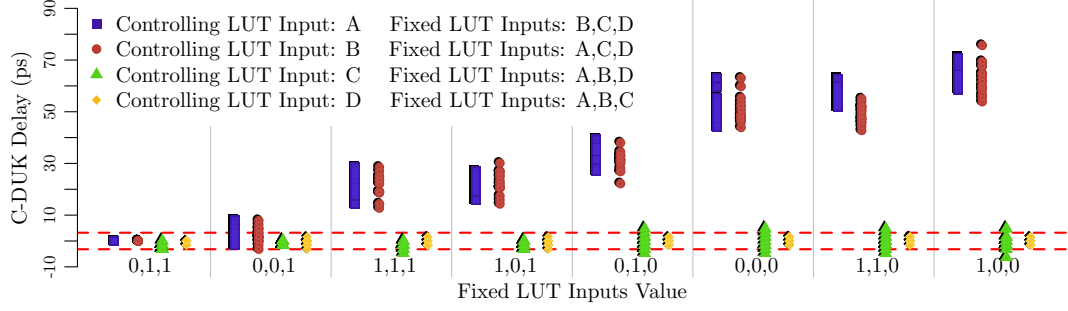 90
70
50
30
10
-10
C-DUK Delay (ps)
Controlling LUT Input: A Fixed LUT Inputs: B,C,D
Controlling LUT Input: B Fixed LUT Inputs: A,C,D
Controlling LUT Input: C Fixed LUT Inputs: A,B,D
Controlling LUT Input: D Fixed LUT Inputs: A,B,C
0,1,1 0,0,1 1,1,1 1,0,1 0,1,0 0,0,0 1,1,0 1,0,0
Fixed LUT Inputs Value